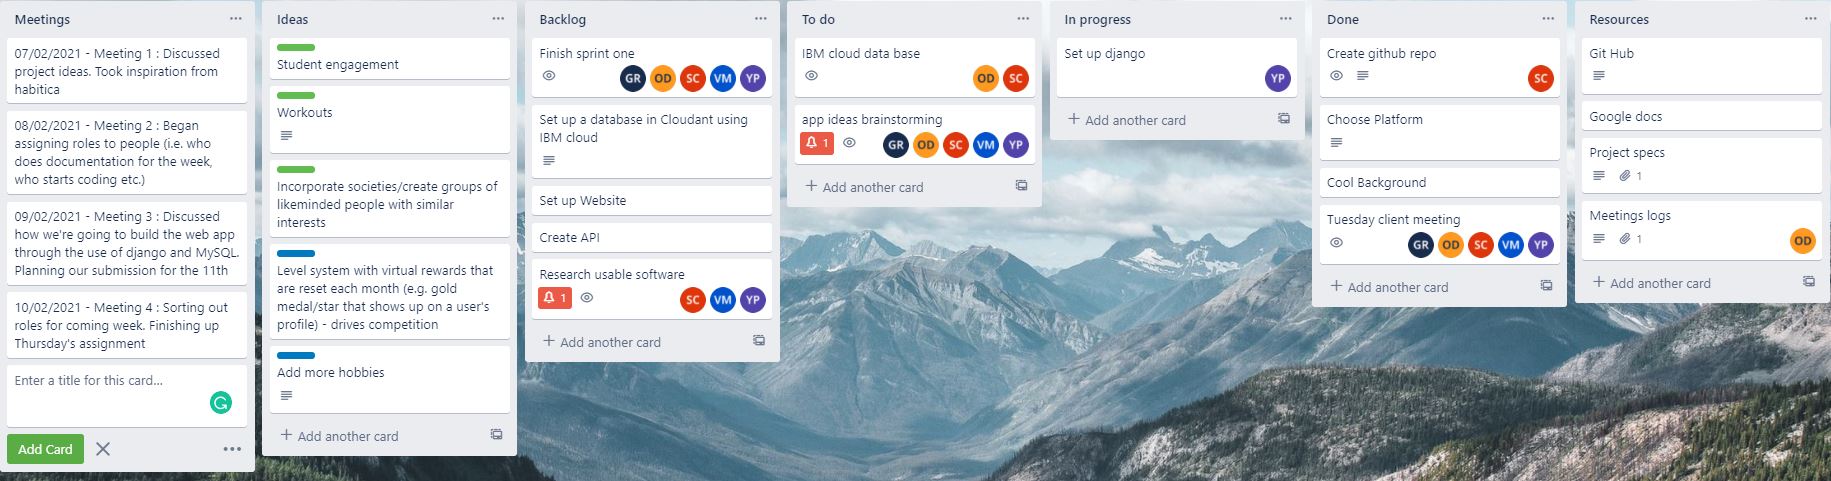 Meetings
07/02/2021 - Meeting 1 : Discussed
project ideas. Took inspiration from
habitica
08/02/2021 - Meeting 2 : Began
assigning roles to people (i.e. who
does documentation for the week,
who starts coding etc.)
09/02/2021 - Meeting 3 : Discussed
how we're going to build the web app
through the use of django and MySQL.
Planning our submission for the 11th
10/02/2021 - Meeting 4 : Sorting out
roles for coming week. Finishing up
Thursday's assignment
Enter a title for this card...
Add Card
Ideas
Student engagement
Workouts
Incorporate societies/create groups of
likeminded people with similar
interests
Level system with virtual rewards that
are reset each month (e.g. gold
medal/star that shows up on a user's
profile) - drives competition
Add more hobbies
Add another card
Backlog
Finish sprint one
GR OD SC VM YP
Set up a database in Cloudant using
IBM cloud
Set up Website
Create API
Research usable software
1 SC VM YP
Add another card
To do
IBM cloud data base
OD SC
app ideas brainstorming
1 GR OD SC VM YP
Add another card
In progress
Set up django
YP
Add another card
Done
Create github repo
SC
Choose Platform
Cool Background
Tuesday client meeting
GR OD SC VM YP
Add another card
Resources
Git Hub
Google docs
Project specs
1
Meetings logs
1 OD
Add another card